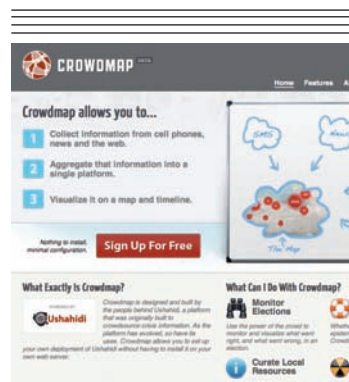 CROWDMAP BETA
Home Features
Crowdmap allows you to...
1 Collect information from cell phones,
news and the web.
2 Aggregate that information into a
single platform.
3 Visualize it on a map and timeline.
SMS
The Map
Nothing to install,
minimal configuration.
Sign Up For Free
What Exactly Is Crowdmap?
POWERED BY
Ushahidi
Crowdmap is designed and built by
the people behind Ushahidi, a platform
that was originally built to
crowdsource crisis information. As the
platform has evolved, so have its
uses. Crowdmap allows you to set up
your own deployment of Ushahidi without having to install it on your
own web server.
What Can I Do With Crowdmap?
Monitor
Elections
Use the power of the crowd to
monitor and visualize what went
right, and what went wrong, in an
election.
Curate Local
Resources